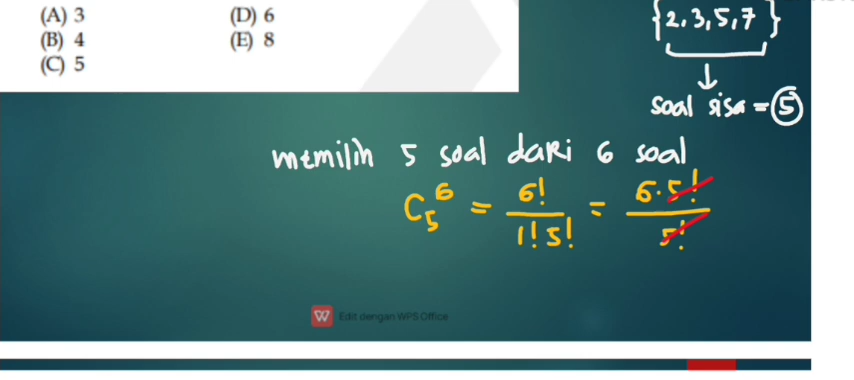 (A) 3 (D) 6
(B) 4 (E) 8
(C) 5
{2,3,5,7}
↓
soal sisa = 5
memilih 5 soal dari 6 soal
C₅⁶ = 6!/1!5! = 6·5!/5!
W Edit dengan WPS Office